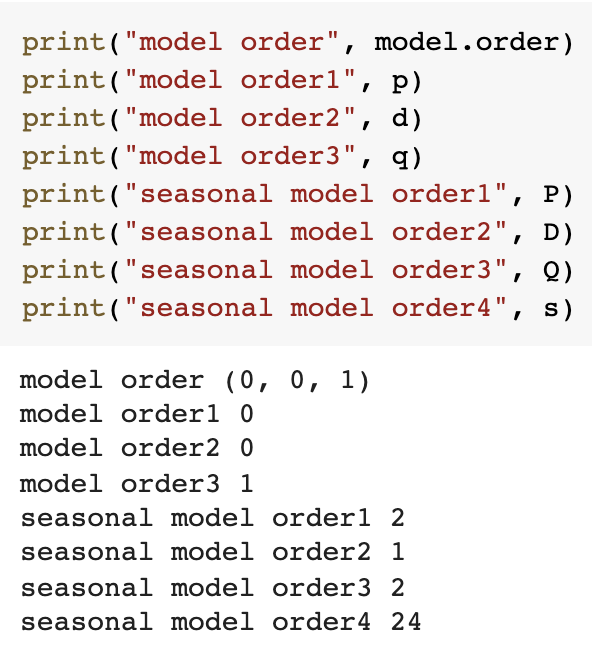 print("model order", model.order)
print("model order1", p)
print("model order2", d)
print("model order3", q)
print("seasonal model order1", P)
print("seasonal model order2", D)
print("seasonal model order3", Q)
print("seasonal model order4", s)
model order (0, 0, 1)
model order1 0
model order2 0
model order3 1
seasonal model order1 2
seasonal model order2 1
seasonal model order3 2
seasonal model order4 24